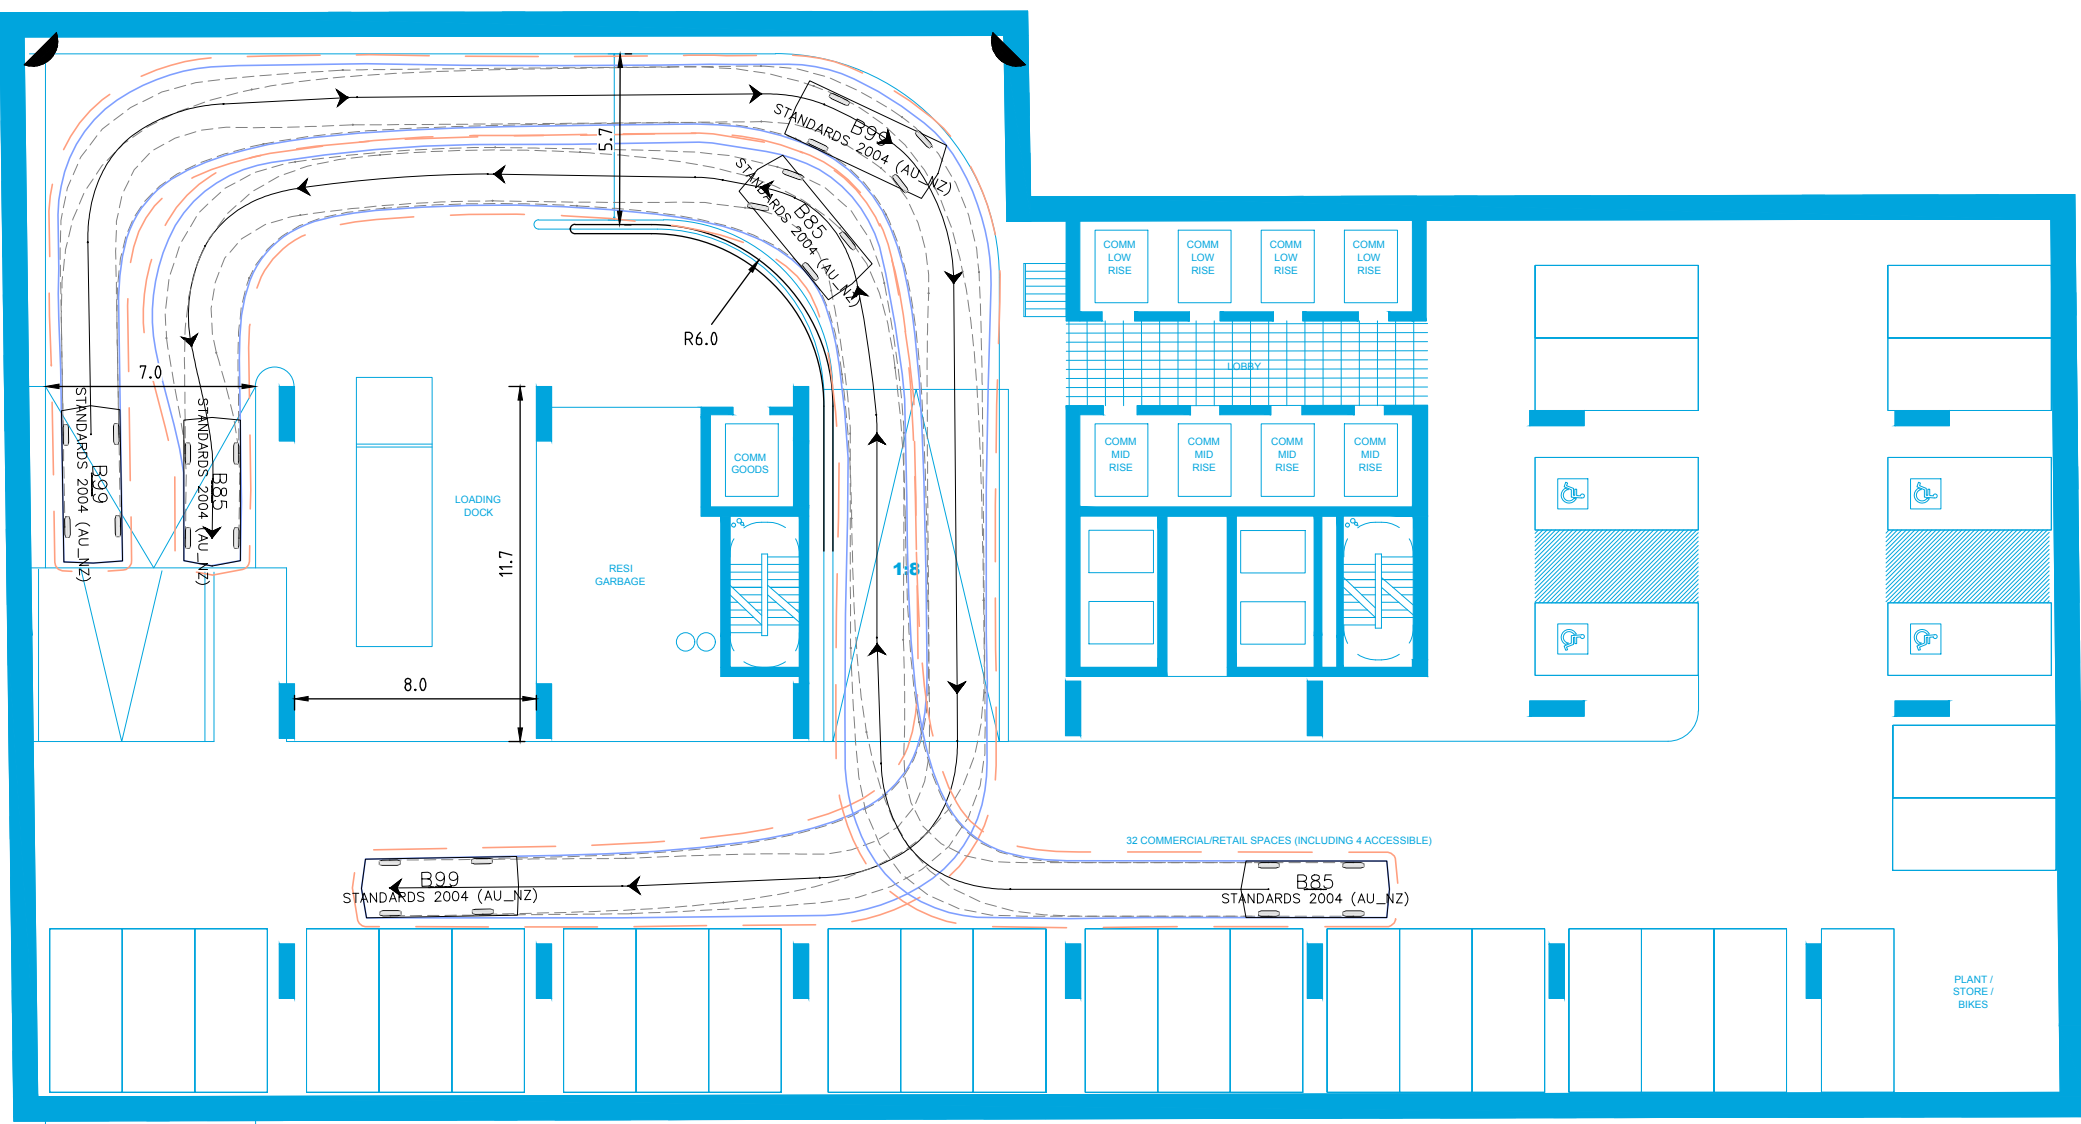 5.7
B99
STANDARDS 2004 (AU_NZ)
B85
STANDARDS 2004 (AU_NZ)
R6.0
7.0
B99
STANDARDS 2004 (AU_NZ)
B85
STANDARDS 2004 (AU_NZ)
COMM
LOW
RISE
COMM
LOW
RISE
COMM
LOW
RISE
COMM
LOW
RISE
LOBBY
COMM
MID
RISE
COMM
MID
RISE
COMM
MID
RISE
COMM
MID
RISE
COMM
GOODS
LOADING
DOCK
11.7
RESI
GARBAGE
1:8
8.0
32 COMMERCIAL/RETAIL SPACES (INCLUDING 4 ACCESSIBLE)
B99
STANDARDS 2004 (AU_NZ)
B85
STANDARDS 2004 (AU_NZ)
PLANT /
STORE /
BIKES